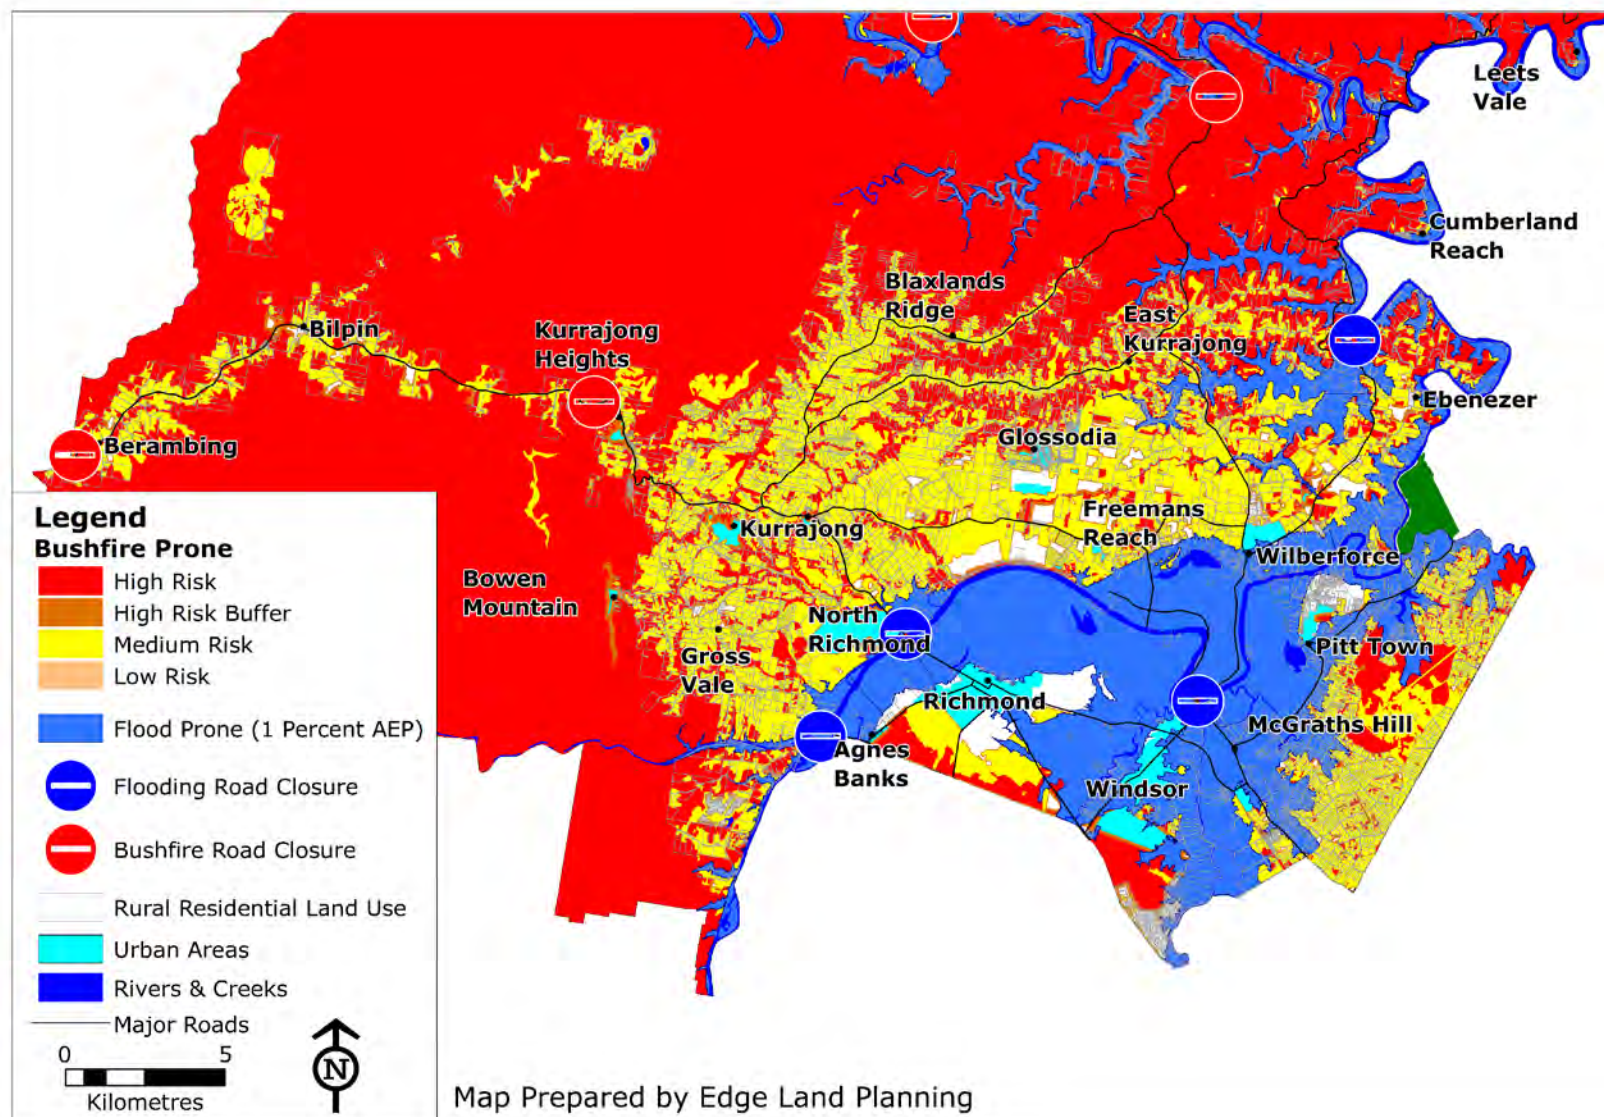 Leets
Vale
Cumberland
Reach
Blaxlands
Ridge
East
Kurrajong
Bilpin
Kurrajong
Heights
Ebenezer
Berambing
Glossodia
Freemans
Reach
Kurrajong
Wilberforce
Bowen
Mountain
North
Richmond
Pitt Town
Gross
Vale
Richmond
McGraths Hill
Agnes
Banks
Windsor
Legend
Bushfire Prone
High Risk
High Risk Buffer
Medium Risk
Low Risk
Flood Prone (1 Percent AEP)
Flooding Road Closure
Bushfire Road Closure
Rural Residential Land Use
Urban Areas
Rivers & Creeks
Major Roads
0 5
Kilometres
N
Map Prepared by Edge Land Planning